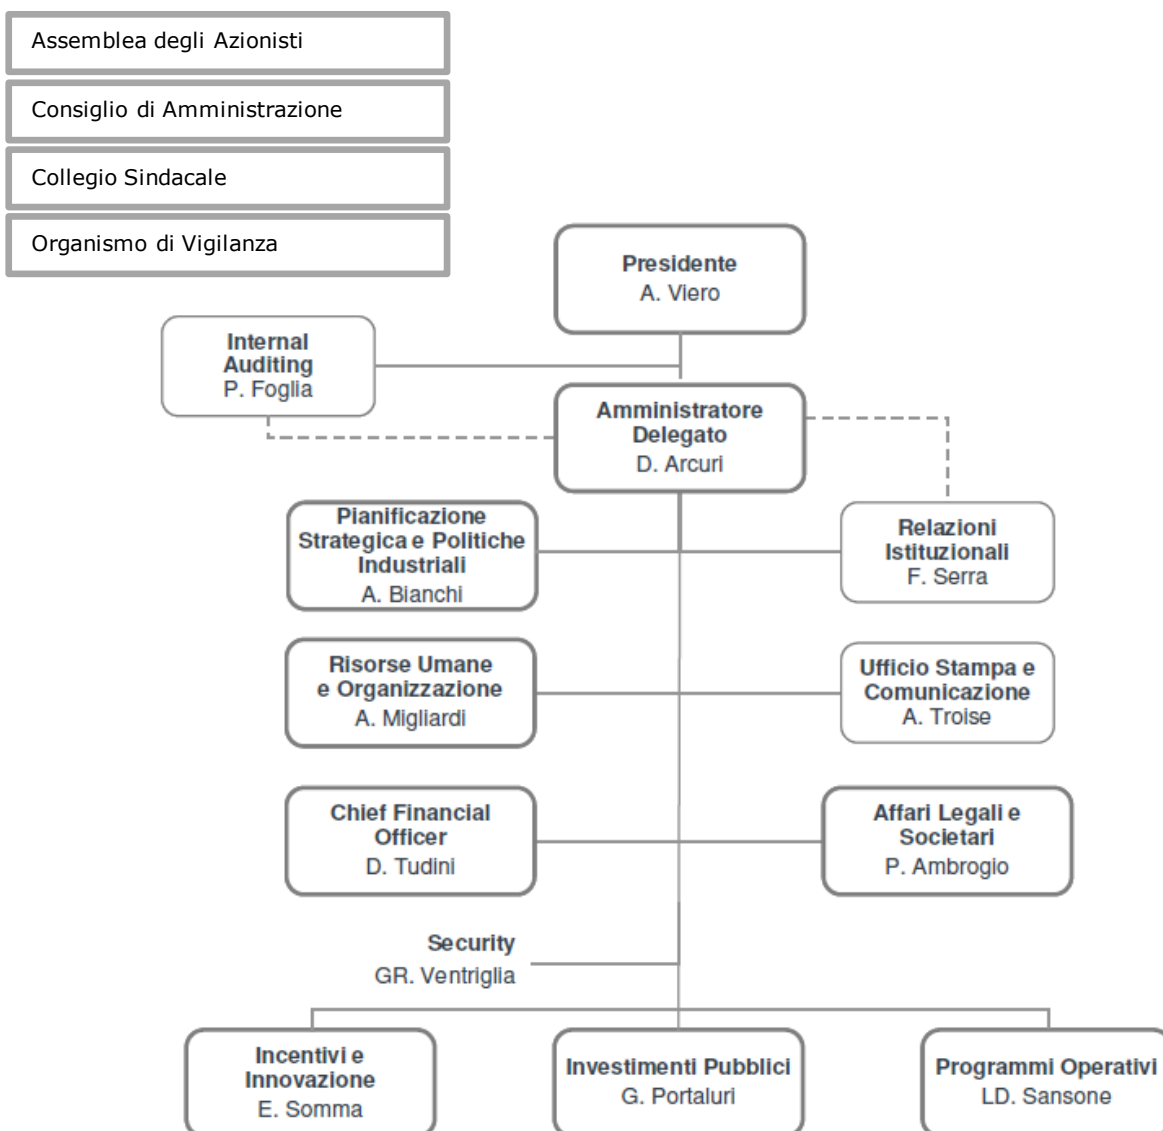 Assemblea degli Azionisti
Consiglio di Amministrazione
Collegio Sindacale
Organismo di Vigilanza
Presidente
A. Viero
Internal
Auditing
P. Foglia
Amministratore
Delegato
D. Arcuri
Pianificazione
Strategica e Politiche
Industriali
A. Bianchi
Relazioni
Istituzionali
F. Serra
Risorse Umane
e Organizzazione
A. Migliardi
Ufficio Stampa e
Comunicazione
A. Troise
Chief Financial
Officer
D. Tudini
Affari Legali e
Societari
P. Ambrogio
Security
GR. Ventriglia
Incentivi e
Innovazione
E. Somma
Investimenti Pubblici
G. Portaluri
Programmi Operativi
LD. Sansone